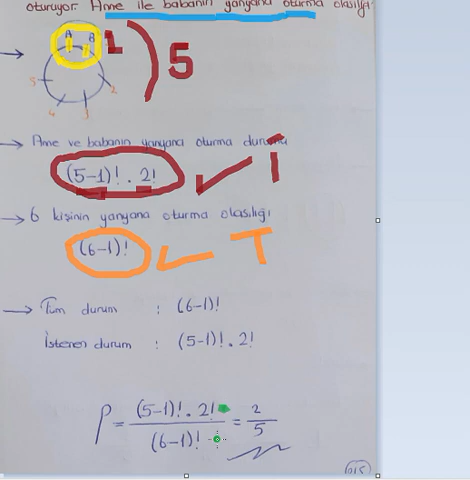 oturuyor. Anne ile babanın yanyana oturma olasılığı
A B 1 5
5 2
4 3
→ Anne ve babanın yanyana oturma durumu
(5-1)! . 2! İ
→ 6 kişinin yanyana oturma olasılığı
(6-1)! T
→ Tüm durum : (6-1)!
İstenen durum : (5-1)! . 2!
P = (5-1)! . 2! / (6-1)! = 2/5